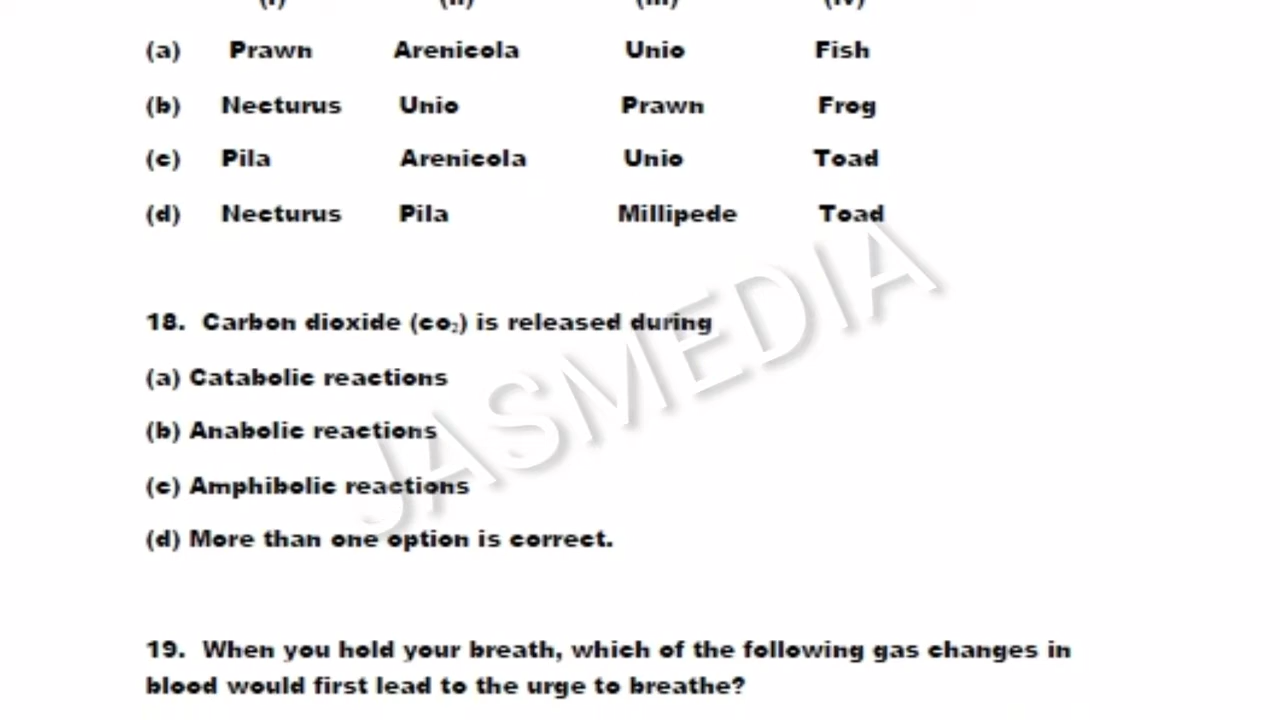 (i) (ii) (iii) (iv)
(a) Prawn Arenicola Unio Fish
(b) Necturus Unio Prawn Frog
(c) Pila Arenicola Unio Toad
(d) Necturus Pila Millipede Toad
18. Carbon dioxide (co₂) is released during
(a) Catabolic reactions
(b) Anabolic reactions
(c) Amphibolic reactions
(d) More than one option is correct.
JASMEDIA
19. When you hold your breath, which of the following gas changes in
blood would first lead to the urge to breathe?